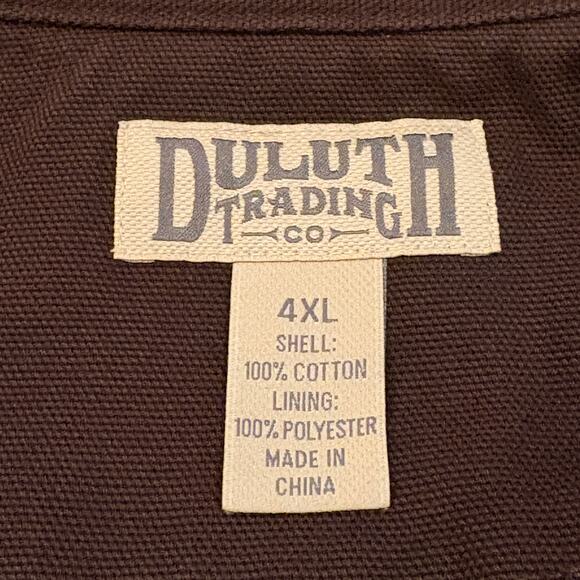 DULUTH
TRADING
CO
4XL
SHELL:
100% COTTON
LINING:
100% POLYESTER
MADE IN
CHINA